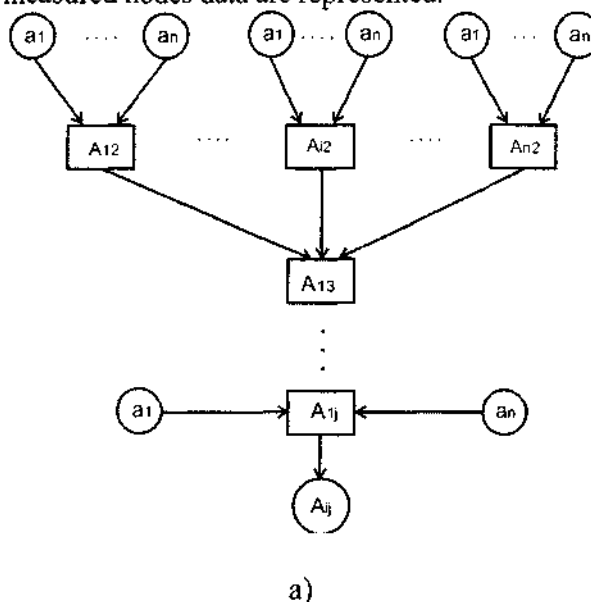 measured nodes data are represented.
a1 .... an a1 .... an a1 ... an
A12 .... Ai2 .... An2
A13
a1 A1j an
Aij
a)